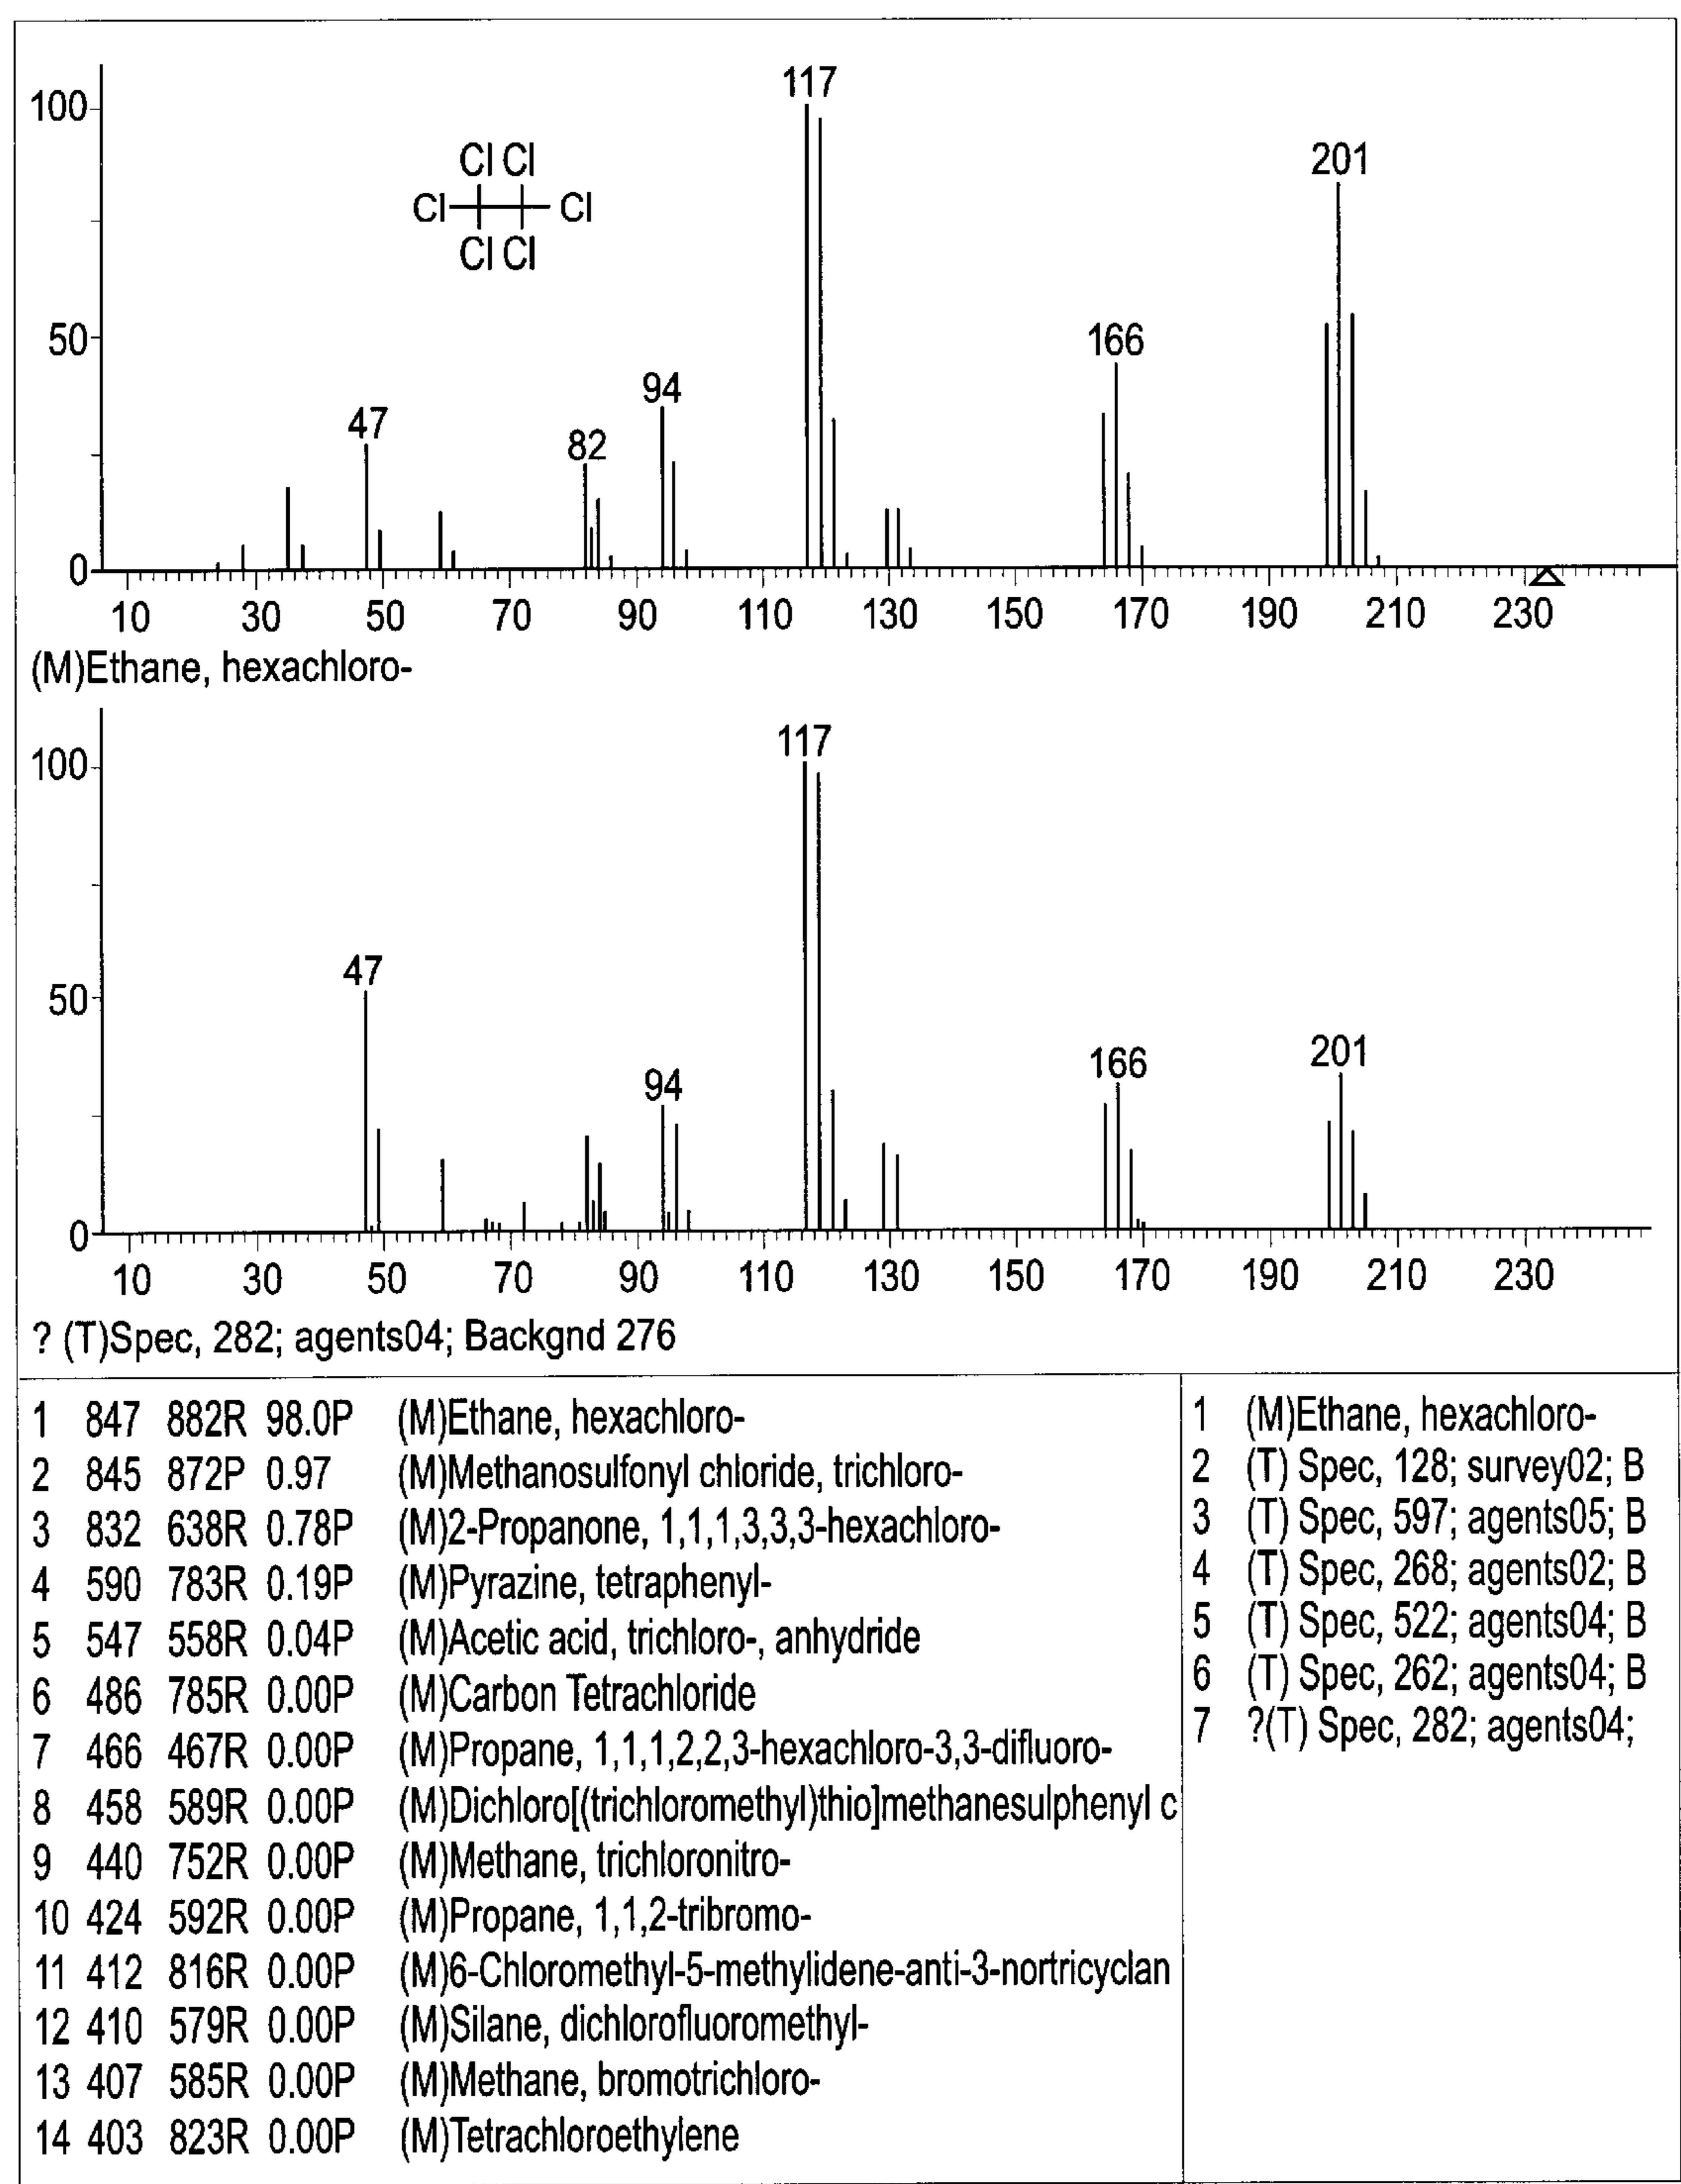 117
100
Cl Cl
201
Cl Cl
Cl Cl
166
50
94
47
82
0
10 30 50 70 90 110 130 150 170 190 210 230
(M)Ethane, hexachloro-
117
100
47
50
201
166
94
0
10 30 50 70 90 110 130 150 170 190 210 230
? (T)Spec, 282; agents04; Backgnd 276
1 847 882R 98.0P (M)Ethane, hexachloro-
2 845 872P 0.97 (M)Methanosulfonyl chloride, trichloro-
3 832 638R 0.78P (M)2-Propanone, 1,1,1,3,3,3-hexachloro-
4 590 783R 0.19P (M)Pyrazine, tetraphenyl-
5 547 558R 0.04P (M)Acetic acid, trichloro-, anhydride
6 486 785R 0.00P (M)Carbon Tetrachloride
7 466 467R 0.00P (M)Propane, 1,1,1,2,2,3-hexachloro-3,3-difluoro-
8 458 589R 0.00P (M)Dichloro[(trichloromethyl)thio]methanesulphenyl c
9 440 752R 0.00P (M)Methane, trichloronitro-
10 424 592R 0.00P (M)Propane, 1,1,2-tribromo-
11 412 816R 0.00P (M)6-Chloromethyl-5-methylidene-anti-3-nortricyclan
12 410 579R 0.00P (M)Silane, dichlorofluoromethyl-
13 407 585R 0.00P (M)Methane, bromotrichloro-
14 403 823R 0.00P (M)Tetrachloroethylene
1 (M)Ethane, hexachloro-
2 (T) Spec, 128; survey02; B
3 (T) Spec, 597; agents05; B
4 (T) Spec, 268; agents02; B
5 (T) Spec, 522; agents04; B
6 (T) Spec, 262; agents04; B
7 ?(T) Spec, 282; agents04;